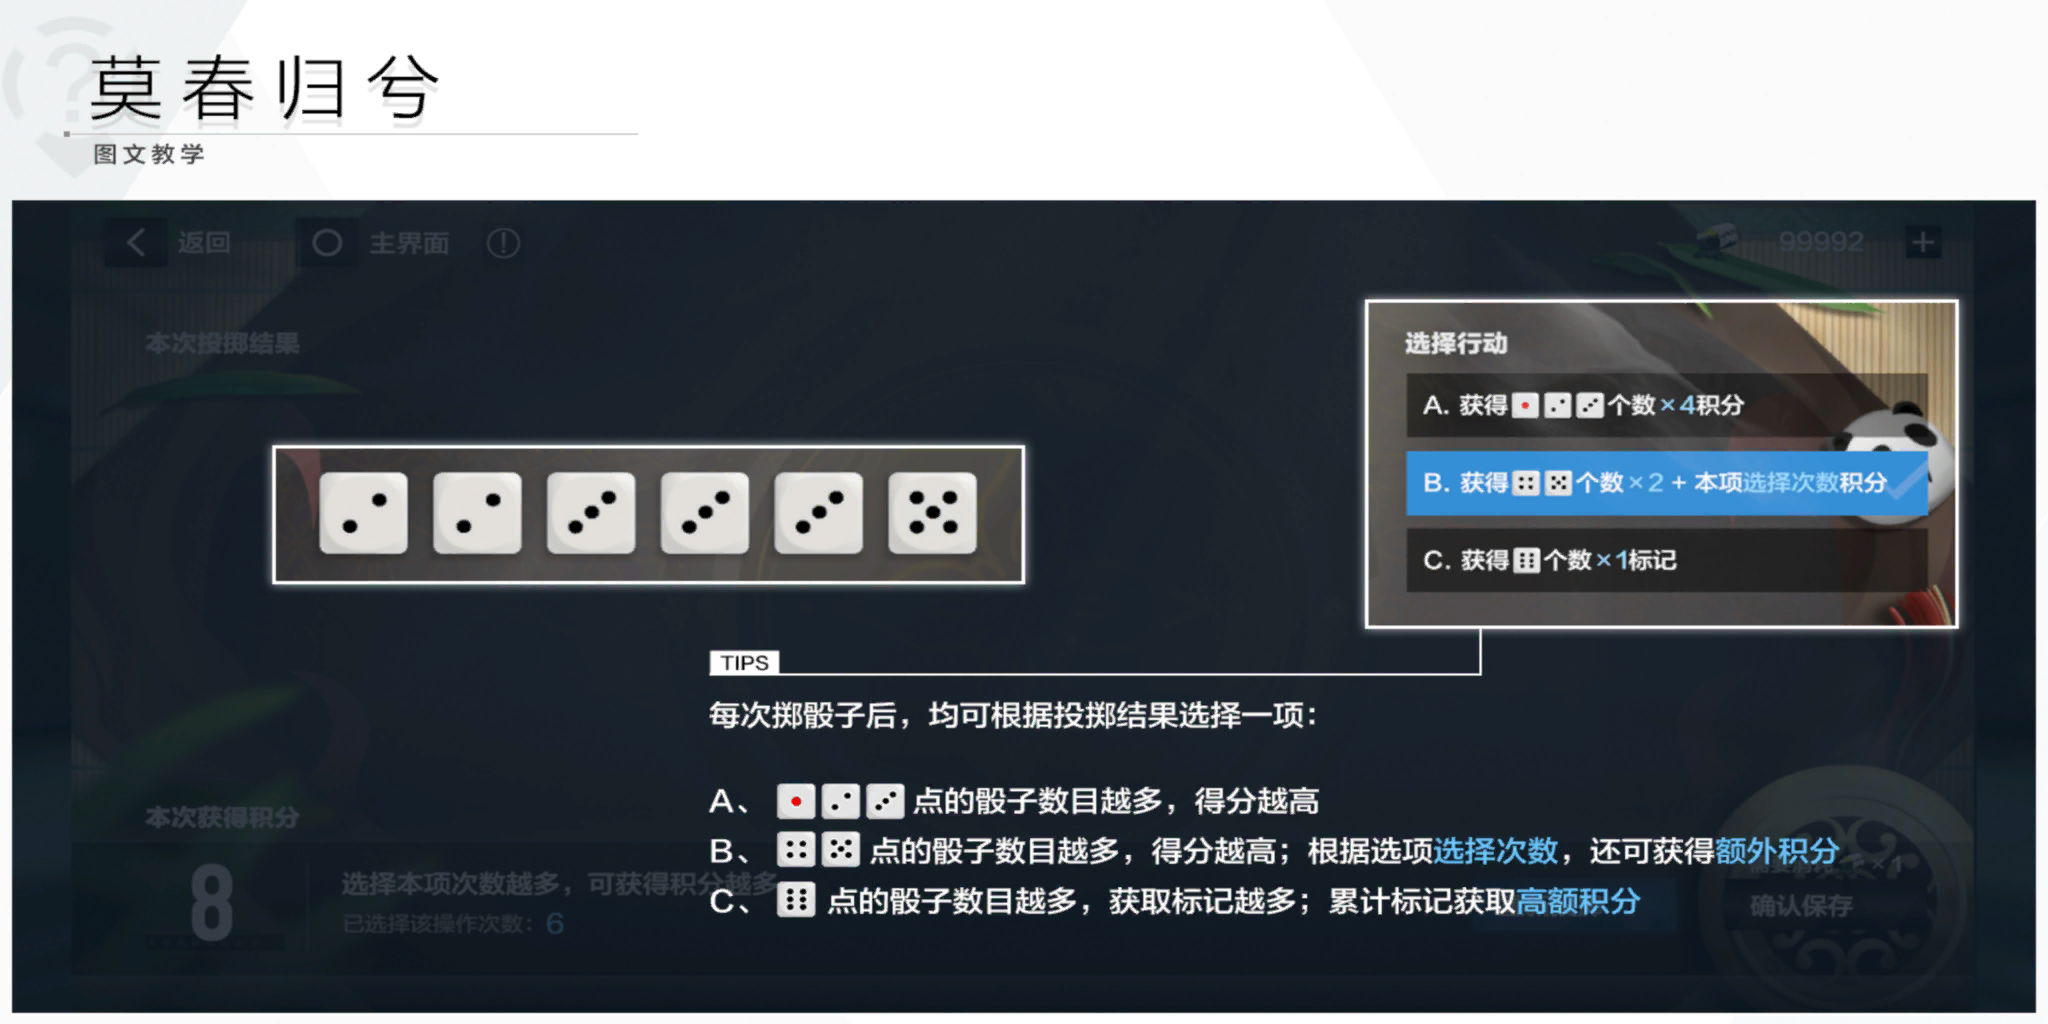 莫春归兮
图文教学
返回 主界面 99992
本次投掷结果
选择行动
A. 获得个数×4积分
B. 获得个数×2 + 本项选择次数积分
C. 获得个数×1标记
TIPS
每次掷骰子后，均可根据投掷结果选择一项：
A、点的骰子数目越多，得分越高
B、点的骰子数目越多，得分越高；根据选项选择次数，还可获得额外积分
C、点的骰子数目越多，获取标记越多；累计标记获取高额积分
本次获得积分
8
选择本项次数越多，可获得积分越多
已选择该操作次数：6
×1
确认保存